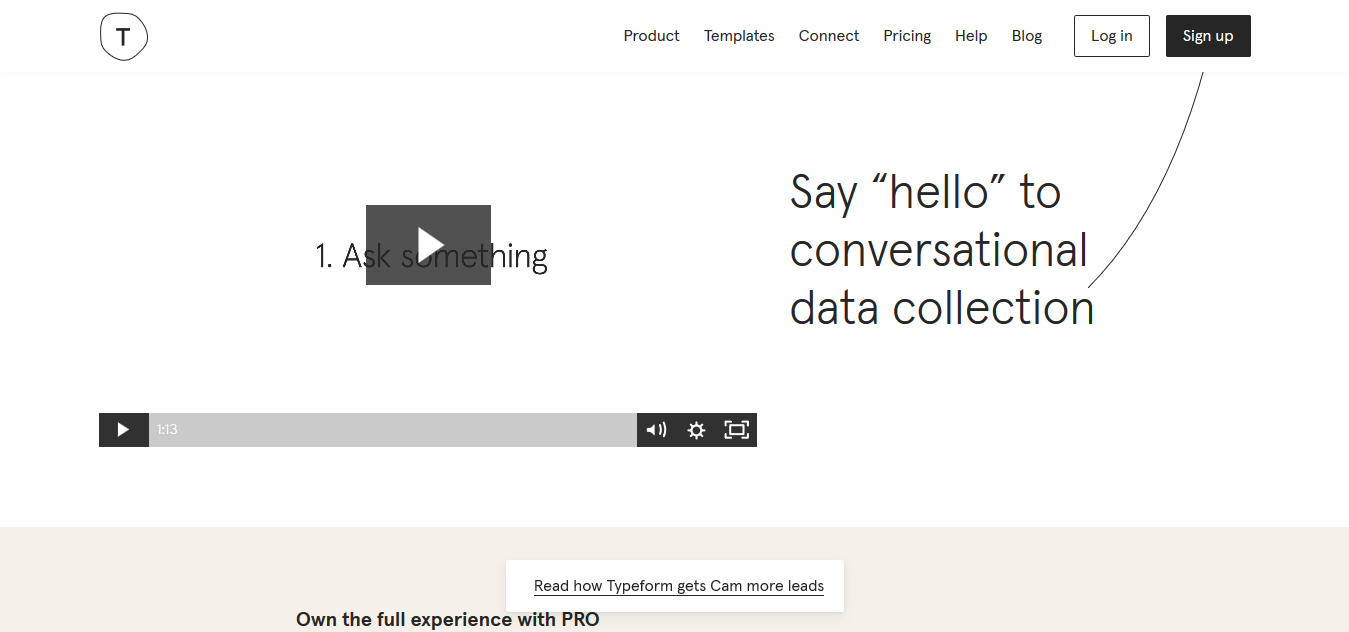 T
Product
Templates
Connect
Pricing
Help
Blog
Log in
Sign up
1. Ask something
Say “hello” to
conversational
data collection
1:13
Read how Typeform gets Cam more leads
Own the full experience with PRO